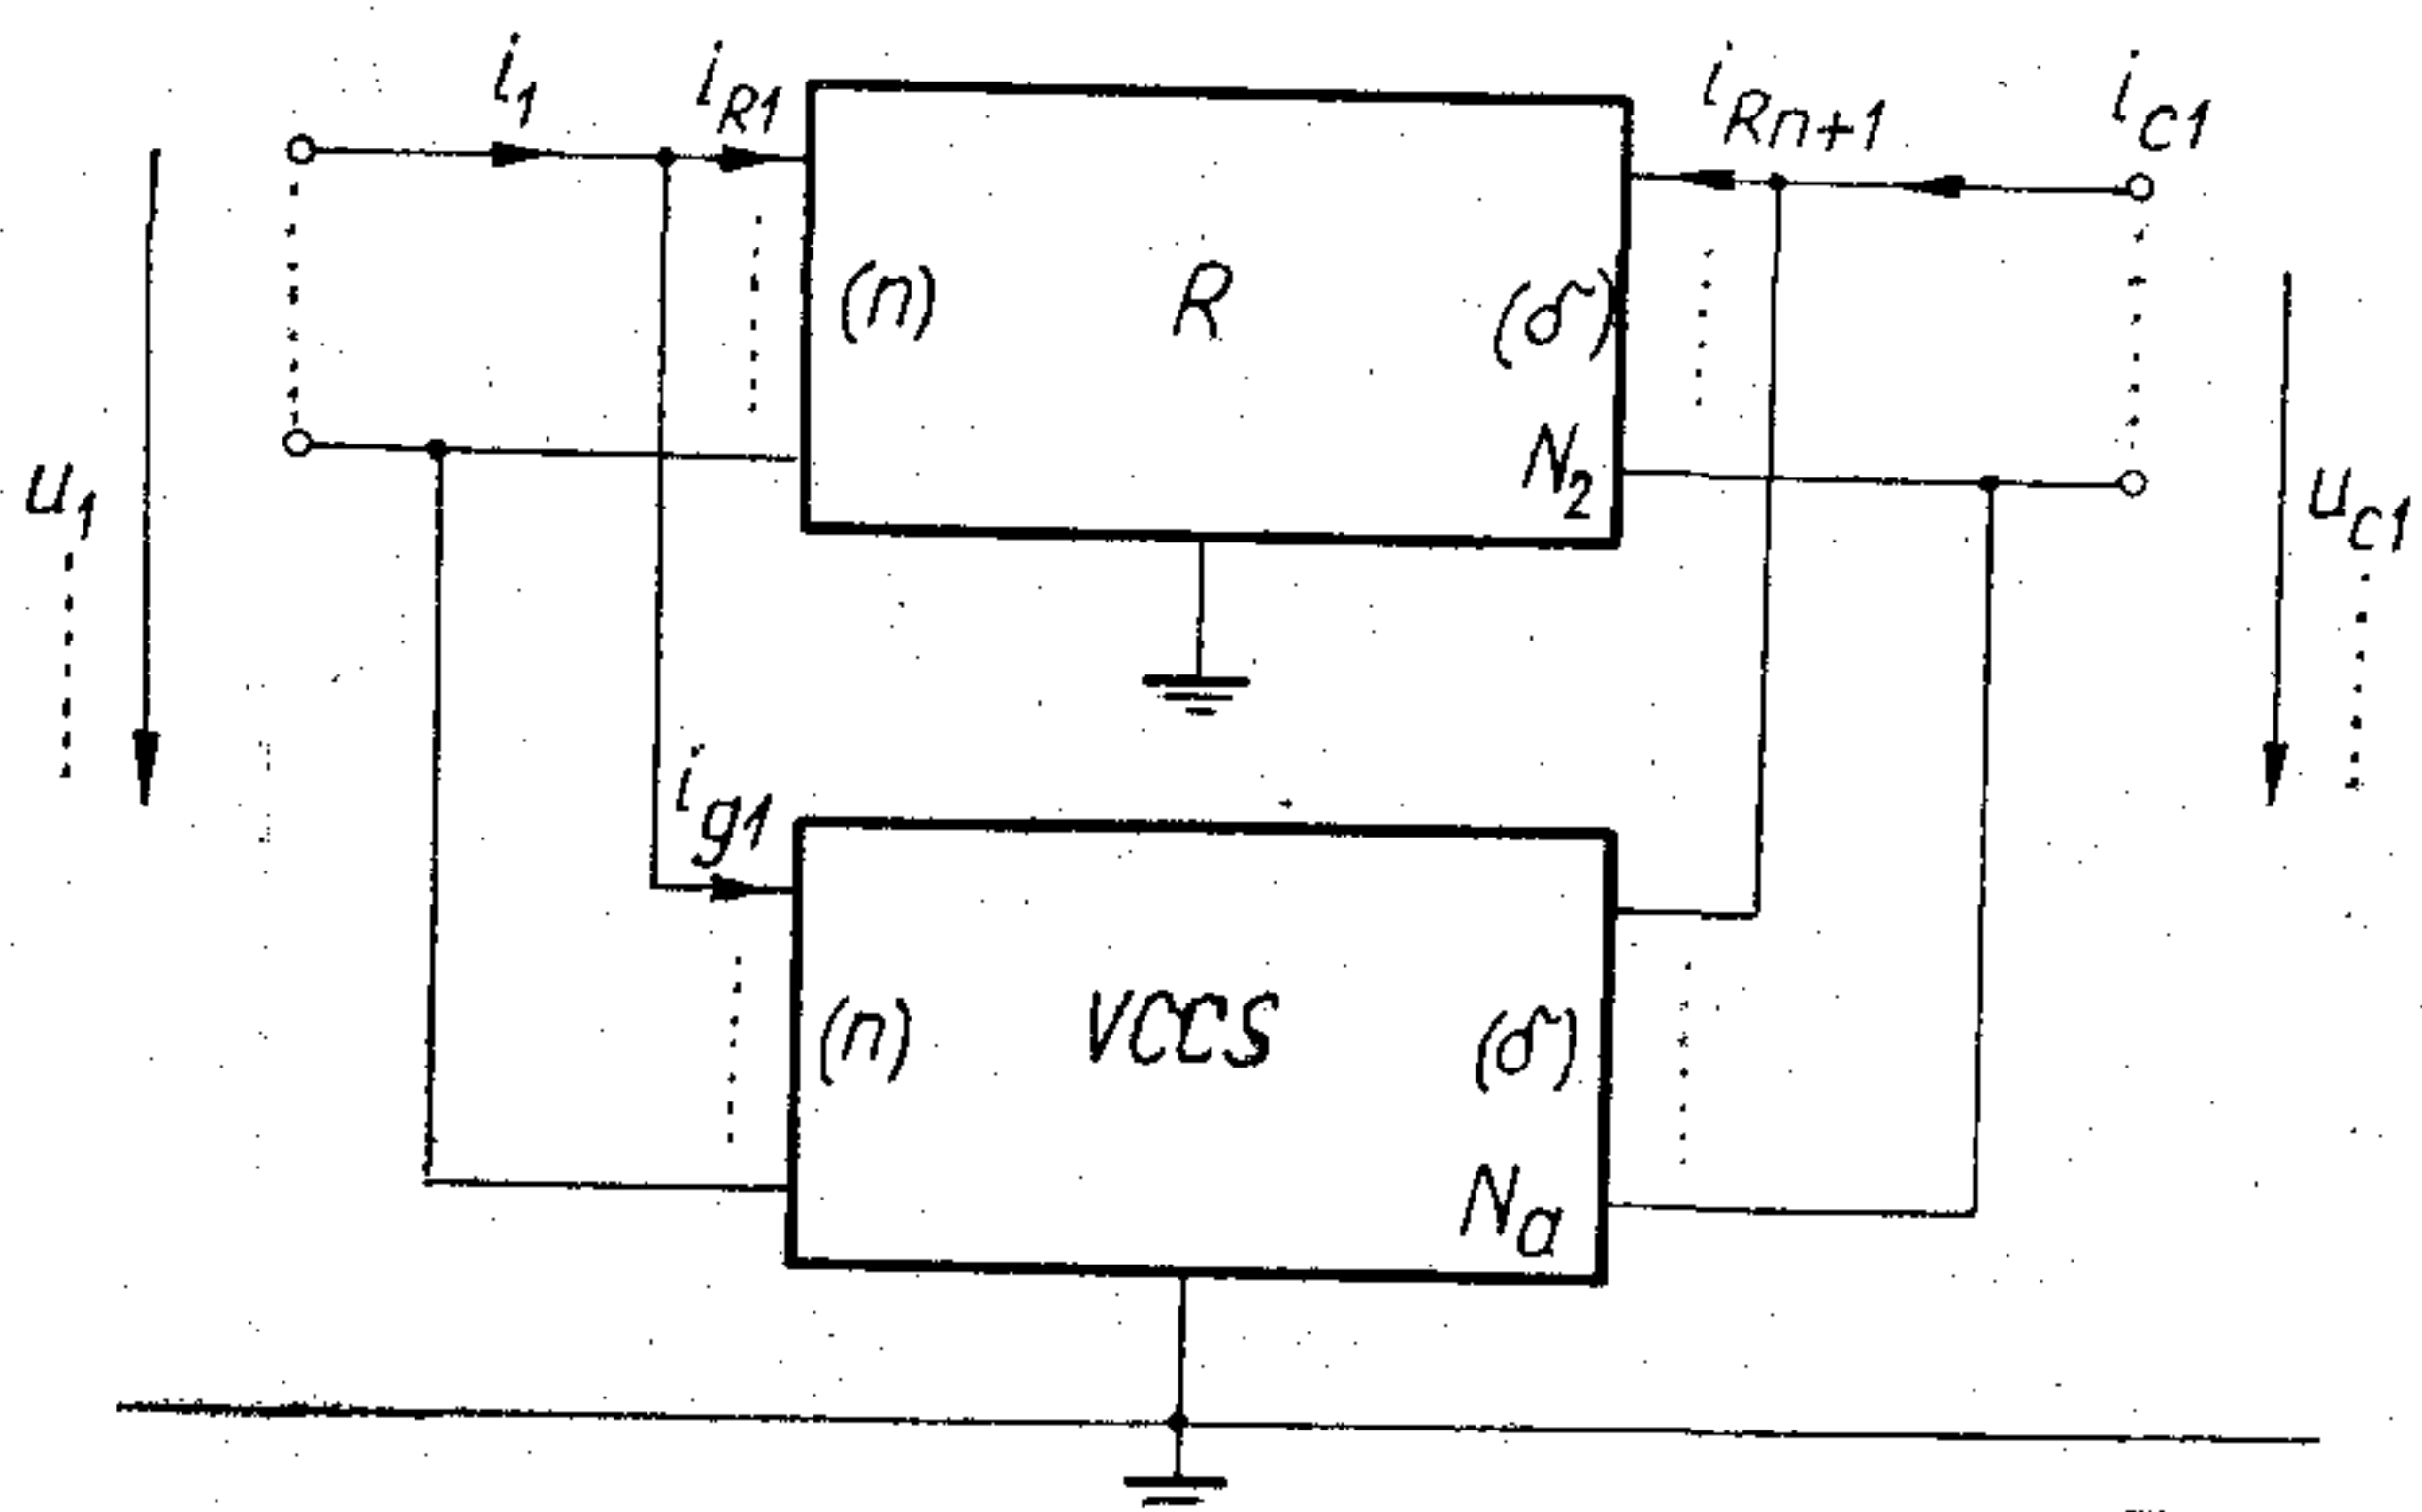 i1 iR1 iRn+1 iC1
(n) R (σ)
N2
u1 uC1
ig1
(n) VCCS (σ)
Na